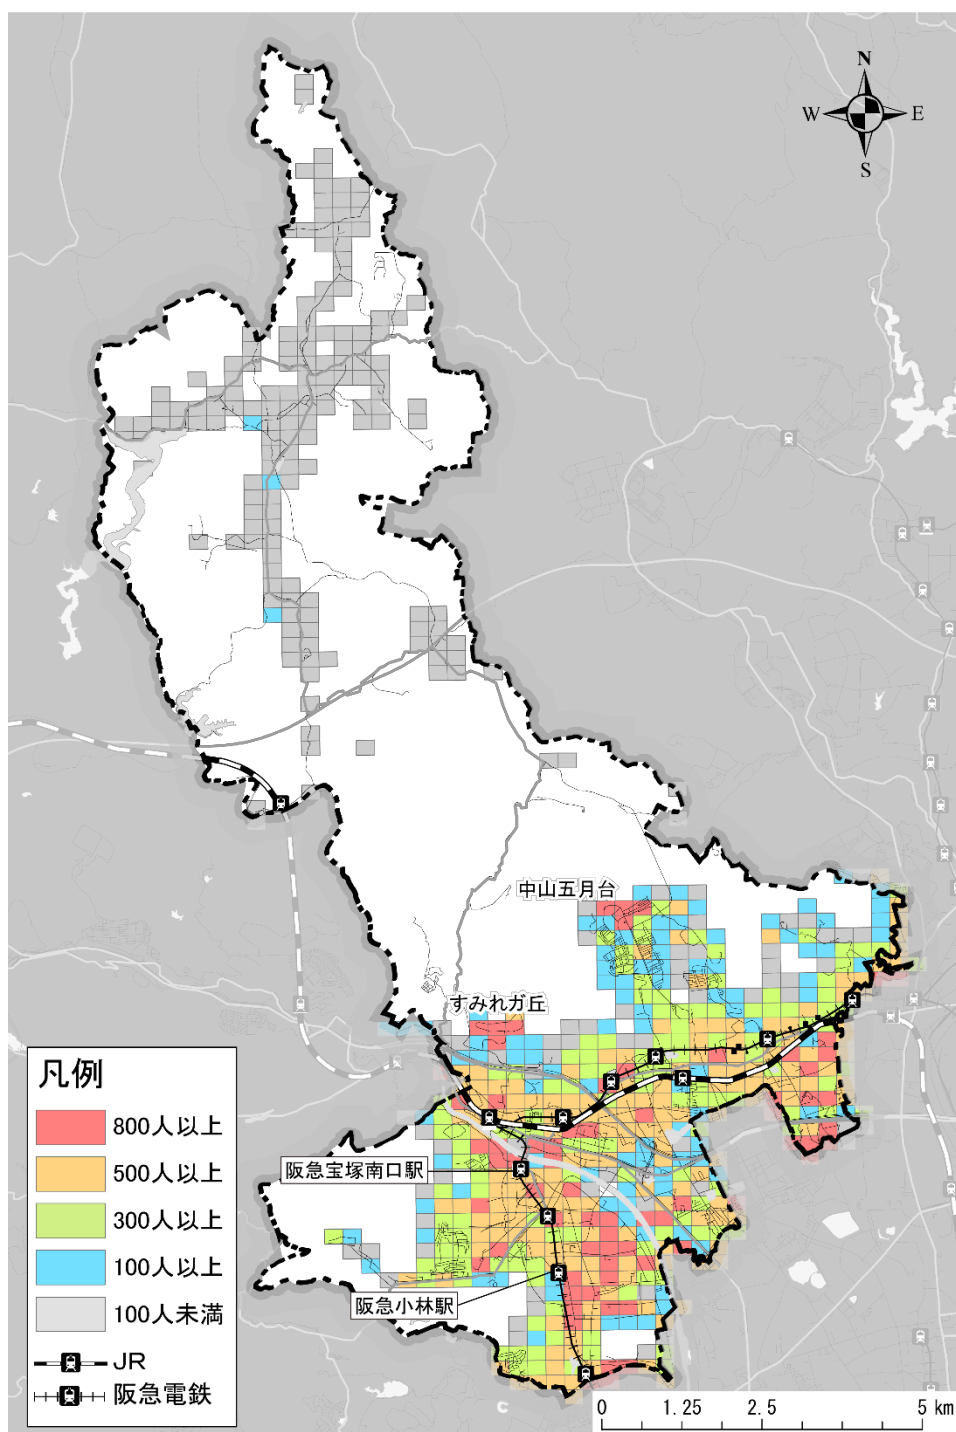 N
W
E
S
中山五月台
すみれガ丘
阪急宝塚南口駅
阪急小林駅
凡例
800人以上
500人以上
300人以上
100人以上
100人未満
JR
阪急電鉄
0 1.25 2.5 5 km